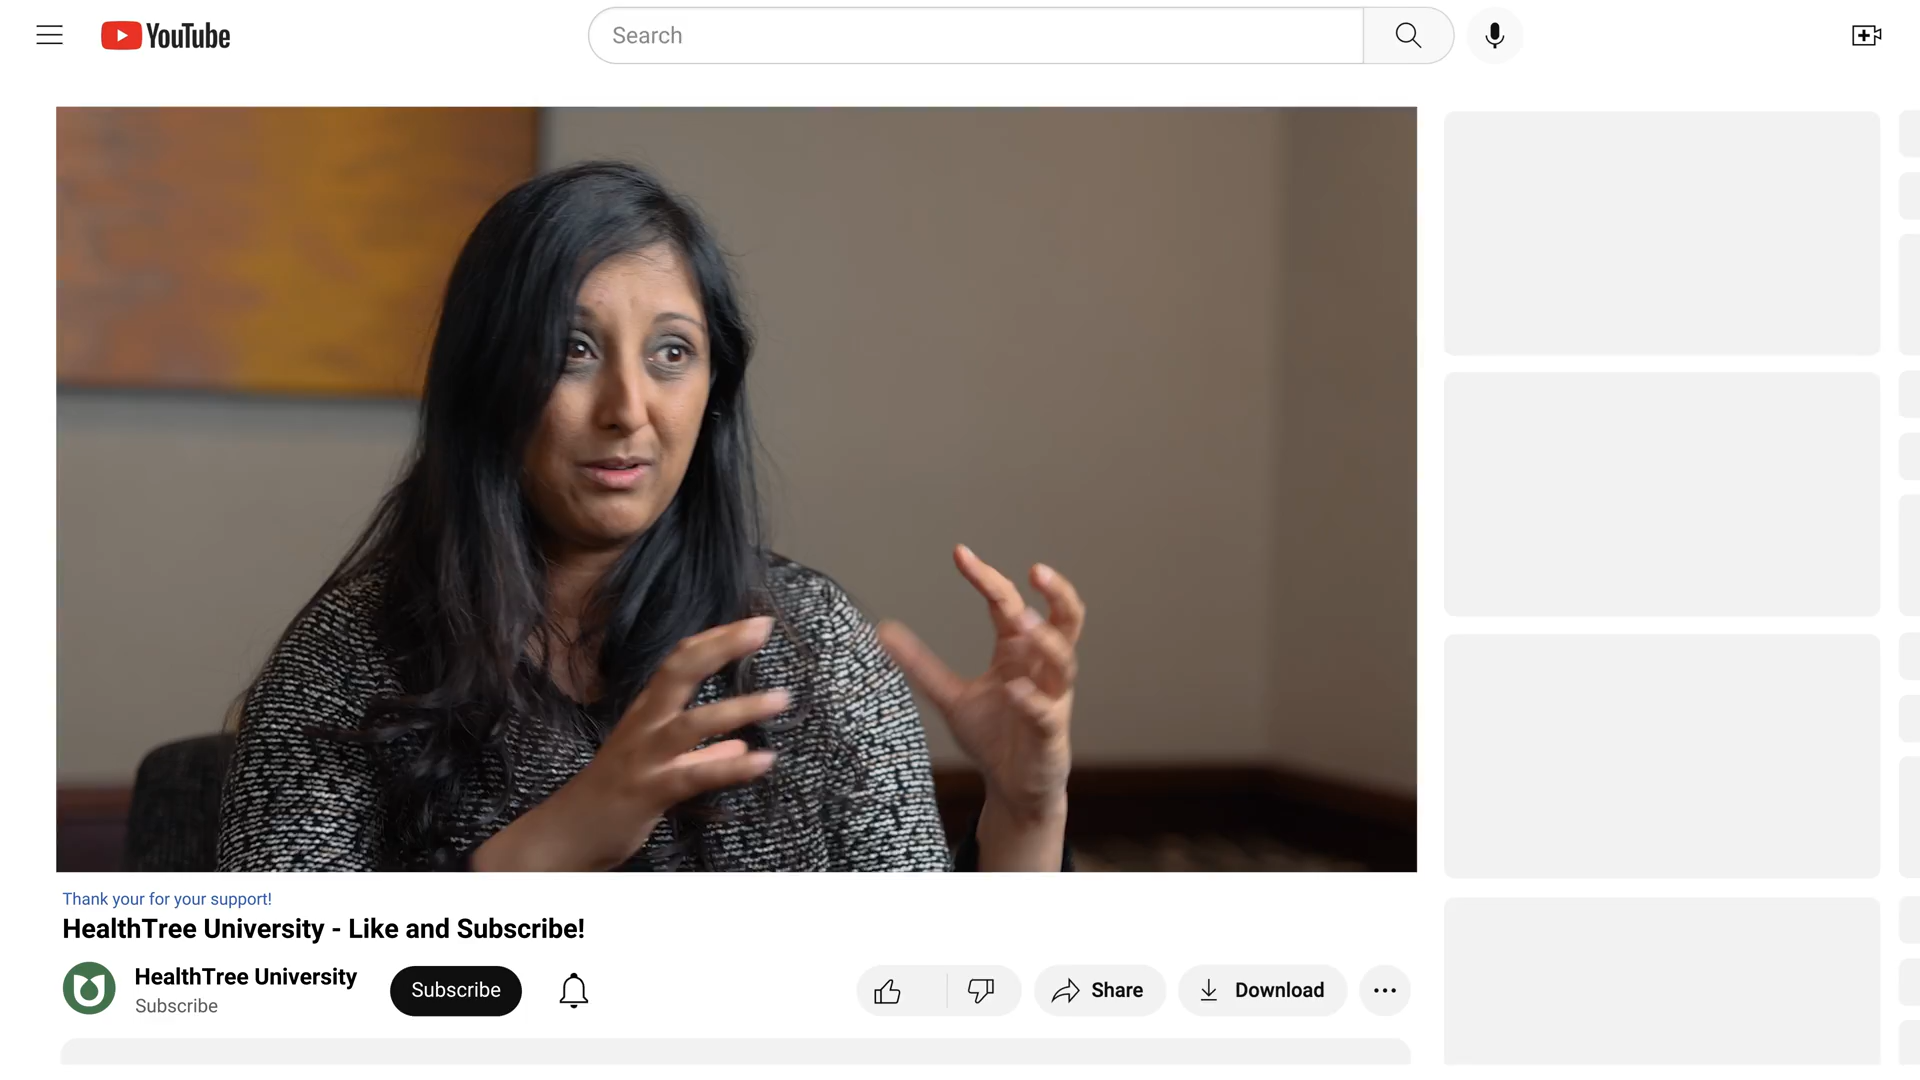 YouTube
Search
Thank your for your support!
HealthTree University - Like and Subscribe!
HealthTree University
Subscribe
Subscribe
Share
Download